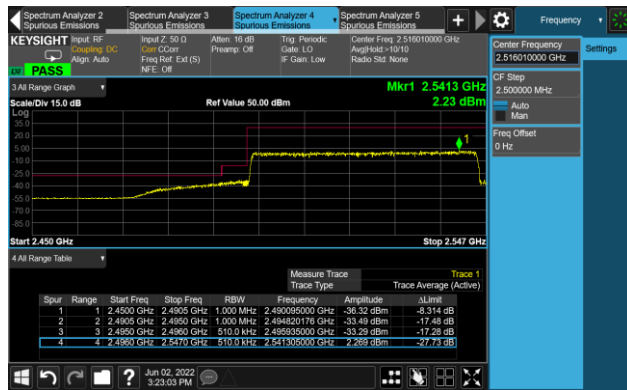 Spectrum Analyzer 2 Spurious Emissions
Spectrum Analyzer 3 Spurious Emissions
Spectrum Analyzer 4 Spurious Emissions
Spectrum Analyzer 5 Spurious Emissions
+
Frequency
KEYSIGHT
Input: RF
Coupling: DC
Align: Auto
Input Z: 50 Ω
Corr CCorr
Freq Ref: Ext (S)
NFE: Off
Atten: 16 dB
Preamp: Off
Trig: Periodic
Gate: LO
IF Gain: Low
Center Freq: 2.516010000 GHz
Avg|Hold:>10/10
Radio Std: None
PASS
Center Frequency
2.516010000 GHz
Settings
CF Step
2.500000 MHz
Auto
Man
Freq Offset
0 Hz
3 All Range Graph
Mkr1 2.5413 GHz
Scale/Div 15.0 dB
Ref Value 50.00 dBm
2.23 dBm
Log
35.0
20.0
5.00
-10.0
-25.0
-40.0
-55.0
-70.0
-85.0
1
Start 2.450 GHz
Stop 2.547 GHz
4 All Range Table
Measure Trace Trace 1
Trace Type Trace Average (Active)
Spur Range Start Freq Stop Freq RBW Frequency Amplitude ΔLimit
1 1 2.4500 GHz 2.4905 GHz 1.000 MHz 2.490095000 GHz -36.32 dBm -8.314 dB
2 2 2.4905 GHz 2.4950 GHz 1.000 MHz 2.494820176 GHz -33.49 dBm -17.48 dB
3 3 2.4950 GHz 2.4960 GHz 510.0 kHz 2.495935000 GHz -33.29 dBm -17.28 dB
4 4 2.4960 GHz 2.5470 GHz 510.0 kHz 2.541305000 GHz 2.269 dBm -27.73 dB
?
Jun 02, 2022
3:23:03 PM